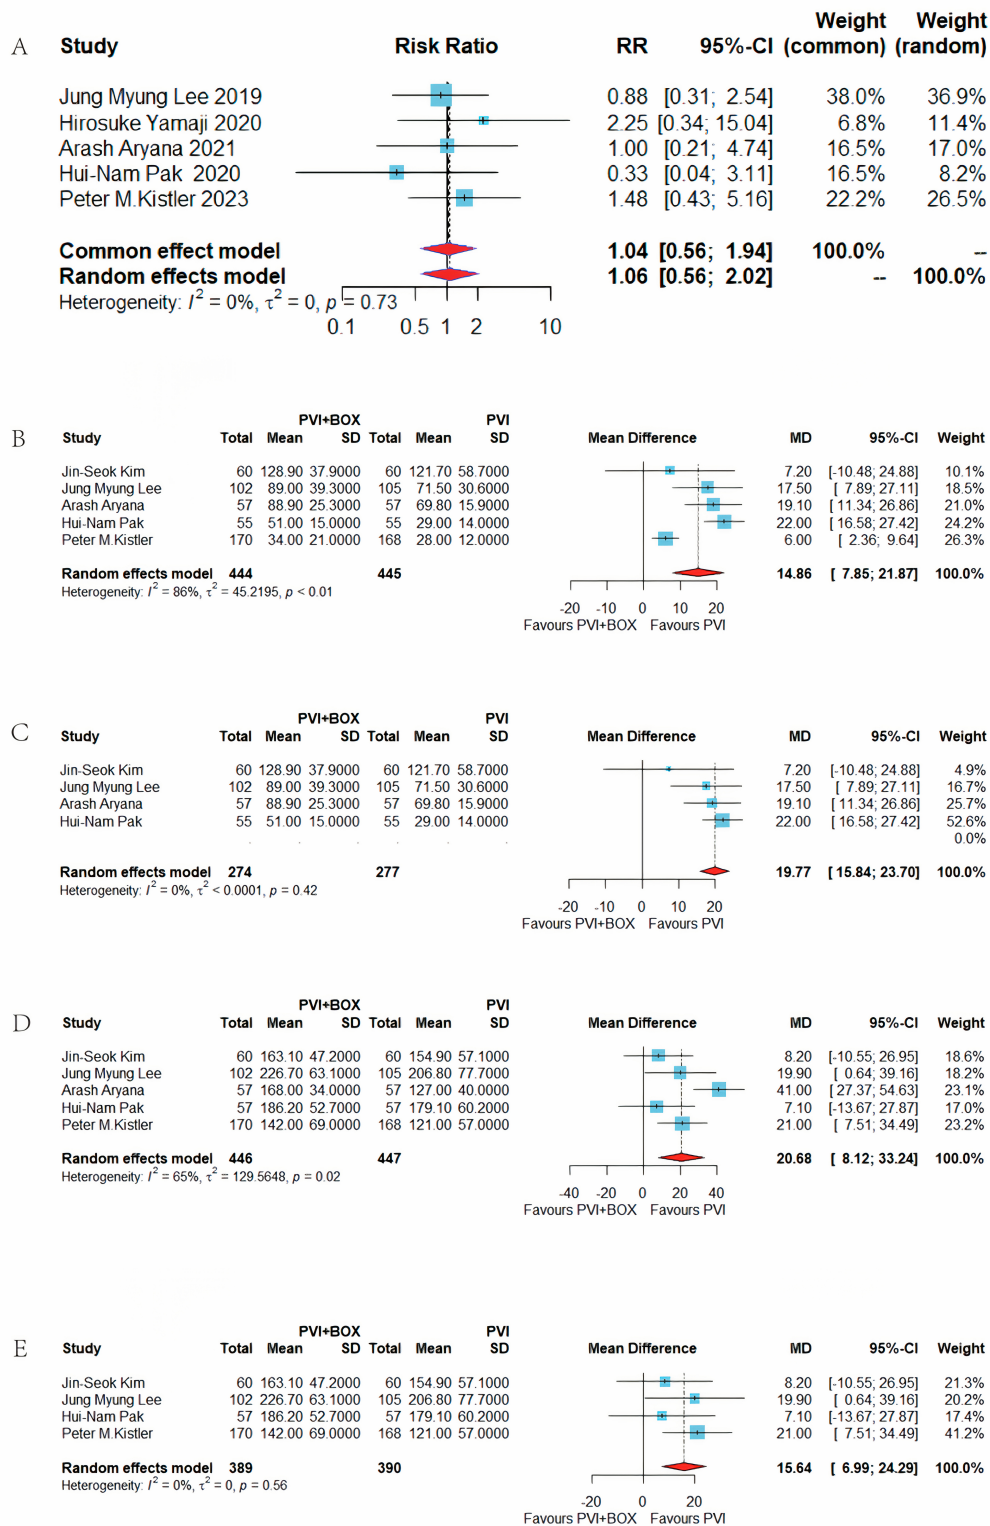 A
Study Risk Ratio RR 95%-CI Weight (common) Weight (random)
Jung Myung Lee 2019 0.88 [0.31; 2.54] 38.0% 36.9%
Hirosuke Yamaji 2020 2.25 [0.34; 15.04] 6.8% 11.4%
Arash Aryana 2021 1.00 [0.21; 4.74] 16.5% 17.0%
Hui-Nam Pak 2020 0.33 [0.04; 3.11] 16.5% 8.2%
Peter M.Kistler 2023 1.48 [0.43; 5.16] 22.2% 26.5%
Common effect model 1.04 [0.56; 1.94] 100.0% --
Random effects model 1.06 [0.56; 2.02] -- 100.0%
Heterogeneity: I² = 0%, τ² = 0, p = 0.73
0.1 0.5 1 2 10
B
PVI+BOX PVI
Study Total Mean SD Total Mean SD Mean Difference MD 95%-CI Weight
Jin-Seok Kim 60 128.90 37.9000 60 121.70 58.7000 7.20 [-10.48; 24.88] 10.1%
Jung Myung Lee 102 89.00 39.3000 105 71.50 30.6000 17.50 [ 7.89; 27.11] 18.5%
Arash Aryana 57 88.90 25.3000 57 69.80 15.9000 19.10 [11.34; 26.86] 21.0%
Hui-Nam Pak 55 51.00 15.0000 55 29.00 14.0000 22.00 [16.58; 27.42] 24.2%
Peter M.Kistler 170 34.00 21.0000 168 28.00 12.0000 6.00 [ 2.36; 9.64] 26.3%
Random effects model 444 445 14.86 [ 7.85; 21.87] 100.0%
Heterogeneity: I² = 86%, τ² = 45.2195, p < 0.01
-20 -10 0 10 20
Favours PVI+BOX Favours PVI
C
PVI+BOX PVI
Study Total Mean SD Total Mean SD Mean Difference MD 95%-CI Weight
Jin-Seok Kim 60 128.90 37.9000 60 121.70 58.7000 7.20 [-10.48; 24.88] 4.9%
Jung Myung Lee 102 89.00 39.3000 105 71.50 30.6000 17.50 [ 7.89; 27.11] 16.7%
Arash Aryana 57 88.90 25.3000 57 69.80 15.9000 19.10 [11.34; 26.86] 25.7%
Hui-Nam Pak 55 51.00 15.0000 55 29.00 14.0000 22.00 [16.58; 27.42] 52.6%
. . . . 0.0%
Random effects model 274 277 19.77 [15.84; 23.70] 100.0%
Heterogeneity: I² = 0%, τ² < 0.0001, p = 0.42
-20 -10 0 10 20
Favours PVI+BOX Favours PVI
D
PVI+BOX PVI
Study Total Mean SD Total Mean SD Mean Difference MD 95%-CI Weight
Jin-Seok Kim 60 163.10 47.2000 60 154.90 57.1000 8.20 [-10.55; 26.95] 18.6%
Jung Myung Lee 102 226.70 63.1000 105 206.80 77.7000 19.90 [ 0.64; 39.16] 18.2%
Arash Aryana 57 168.00 34.0000 57 127.00 40.0000 41.00 [27.37; 54.63] 23.1%
Hui-Nam Pak 57 186.20 52.7000 57 179.10 60.2000 7.10 [-13.67; 27.87] 17.0%
Peter M.Kistler 170 142.00 69.0000 168 121.00 57.0000 21.00 [ 7.51; 34.49] 23.2%
Random effects model 446 447 20.68 [ 8.12; 33.24] 100.0%
Heterogeneity: I² = 65%, τ² = 129.5648, p = 0.02
-40 -20 0 20 40
Favours PVI+BOX Favours PVI
E
PVI+BOX PVI
Study Total Mean SD Total Mean SD Mean Difference MD 95%-CI Weight
Jin-Seok Kim 60 163.10 47.2000 60 154.90 57.1000 8.20 [-10.55; 26.95] 21.3%
Jung Myung Lee 102 226.70 63.1000 105 206.80 77.7000 19.90 [ 0.64; 39.16] 20.2%
Hui-Nam Pak 57 186.20 52.7000 57 179.10 60.2000 7.10 [-13.67; 27.87] 17.4%
Peter M.Kistler 170 142.00 69.0000 168 121.00 57.0000 21.00 [ 7.51; 34.49] 41.2%
Random effects model 389 390 15.64 [ 6.99; 24.29] 100.0%
Heterogeneity: I² = 0%, τ² = 0, p = 0.56
-20 0 20
Favours PVI+BOX Favours PVI